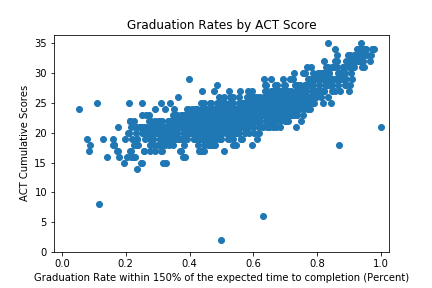 Graduation Rates by ACT Score
ACT Cumulative Scores
35
30
25
20
15
10
5
0
0.0 0.2 0.4 0.6 0.8 1.0
Graduation Rate within 150% of the expected time to completion (Percent)